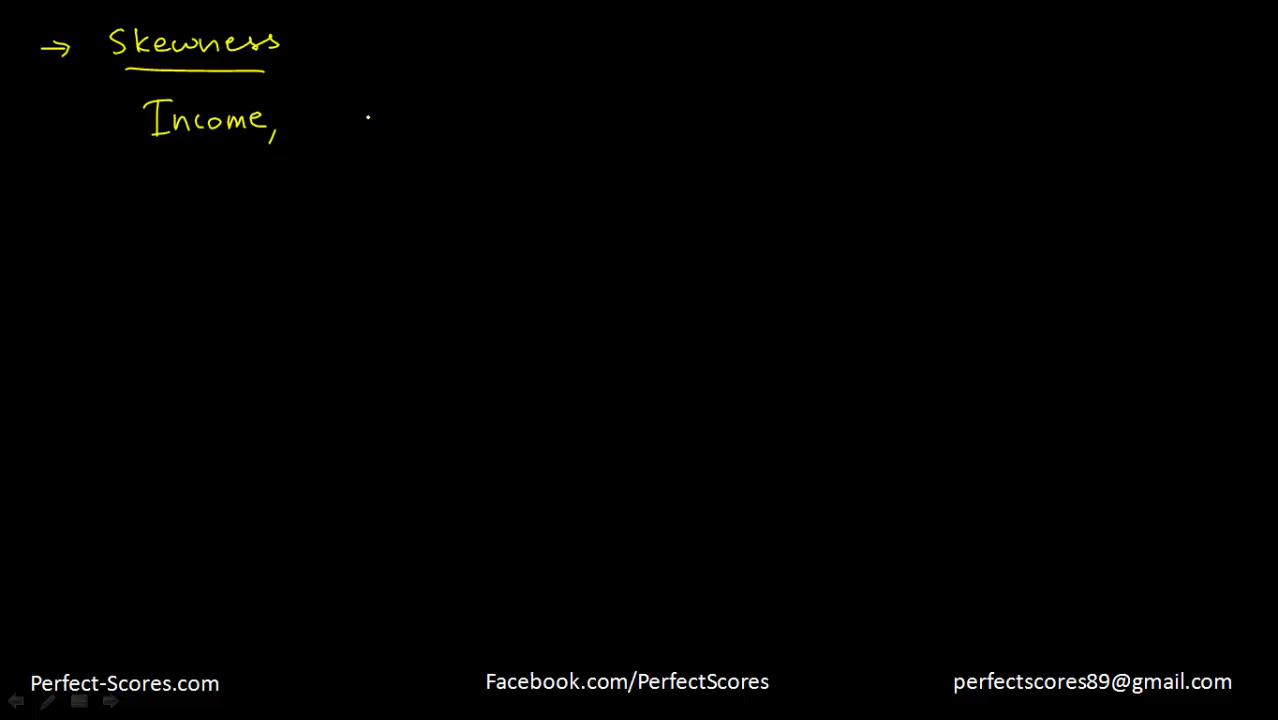 → Skewness
Income,
Perfect-Scores.com
Facebook.com/PerfectScores
perfectscores89@gmail.com